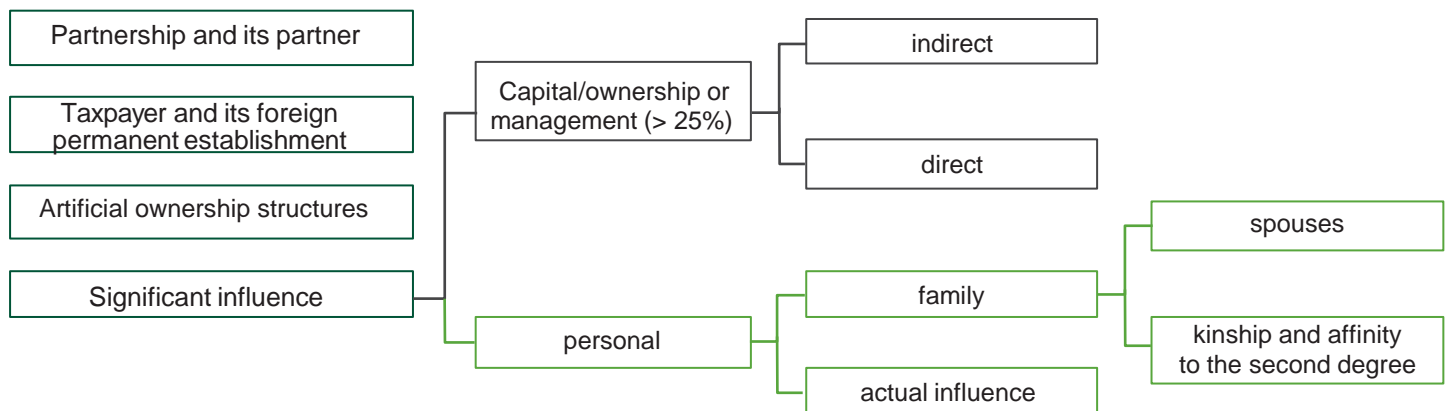 Partnership and its partner
Taxpayer and its foreign
permanent establishment
Artificial ownership structures
Significant influence
Capital/ownership or
management (> 25%)
indirect
direct
personal
family
actual influence
spouses
kinship and affinity
to the second degree